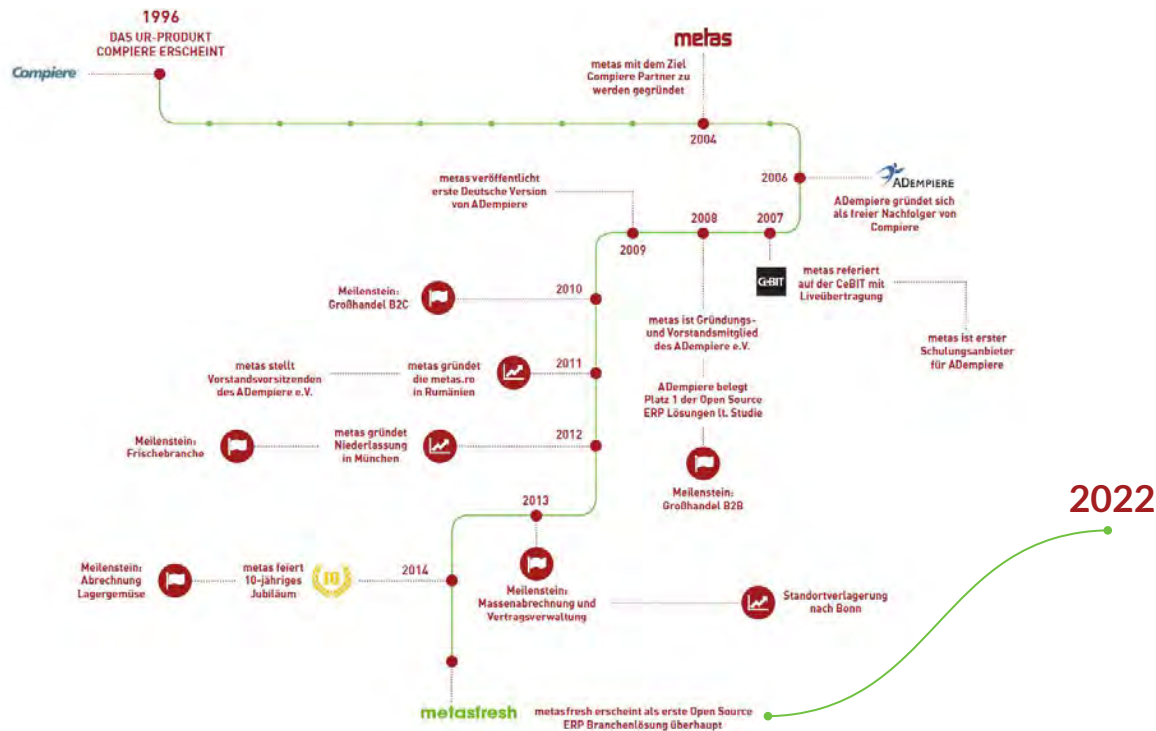 1996
DAS UR-PRODUKT
COMPIERE ERSCHEINT
Compiere
metas
metas mit dem Ziel
Compiere Partner zu
werden gegründet
2004
2006
ADEMPIERE
ADempiere gründet sich
als freier Nachfolger von
Compiere
2007
CeBIT
metas referiert
auf der CeBIT mit
Liveübertragung
metas ist erster
Schulungsanbieter
für ADempiere
2008
metas ist Gründungs-
und Vorstandsmitglied
des ADempiere e.V.
ADempiere belegt
Platz 1 der Open Source
ERP Lösungen lt. Studie
Meilenstein:
Großhandel B2B
metas veröffentlicht
erste Deutsche Version
von ADempiere
2009
2010
Meilenstein:
Großhandel B2C
2011
metas gründet
die metas.ro
in Rumänien
metas stellt
Vorstandsvorsitzenden
des ADempiere e.V.
2012
metas gründet
Niederlassung
in München
Meilenstein:
Frischebranche
2013
Meilenstein:
Massenabrechnung und
Vertragsverwaltung
Standortverlagerung
nach Bonn
2014
10
metas feiert
10-jähriges
Jubiläum
Meilenstein:
Abrechnung
Lagergemüse
metasfresh
metasfresh erscheint als erste Open Source
ERP Branchenlösung überhaupt
2022